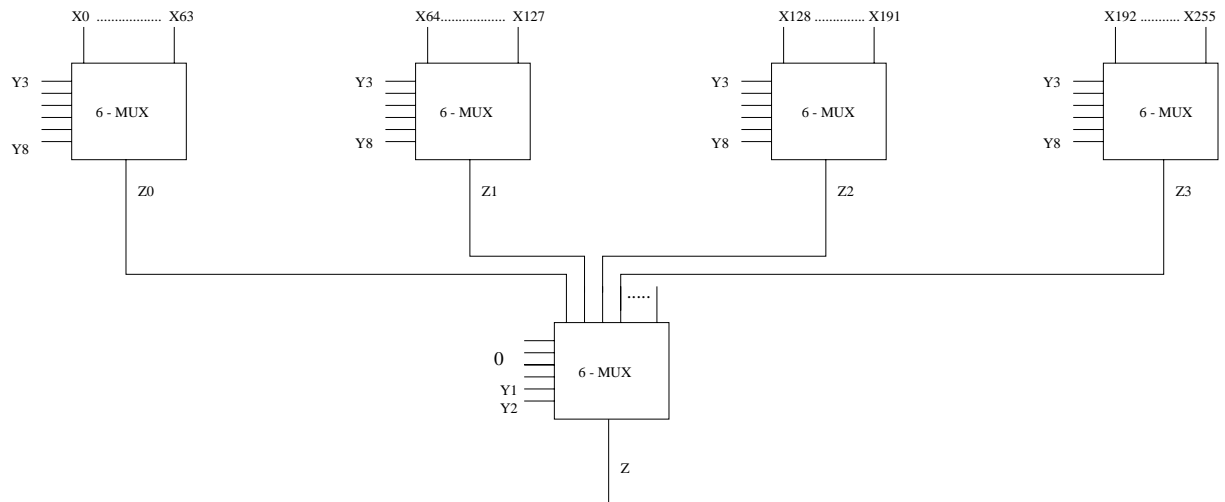 X0 ................. X63
X64................... X127
X128 .............. X191
X192 ........... X255
Y3
6 - MUX
Y8
Z0
Y3
6 - MUX
Y8
Z1
Y3
6 - MUX
Y8
Z2
Y3
6 - MUX
Y8
Z3
.....
0
Y1
Y2
6 - MUX
Z